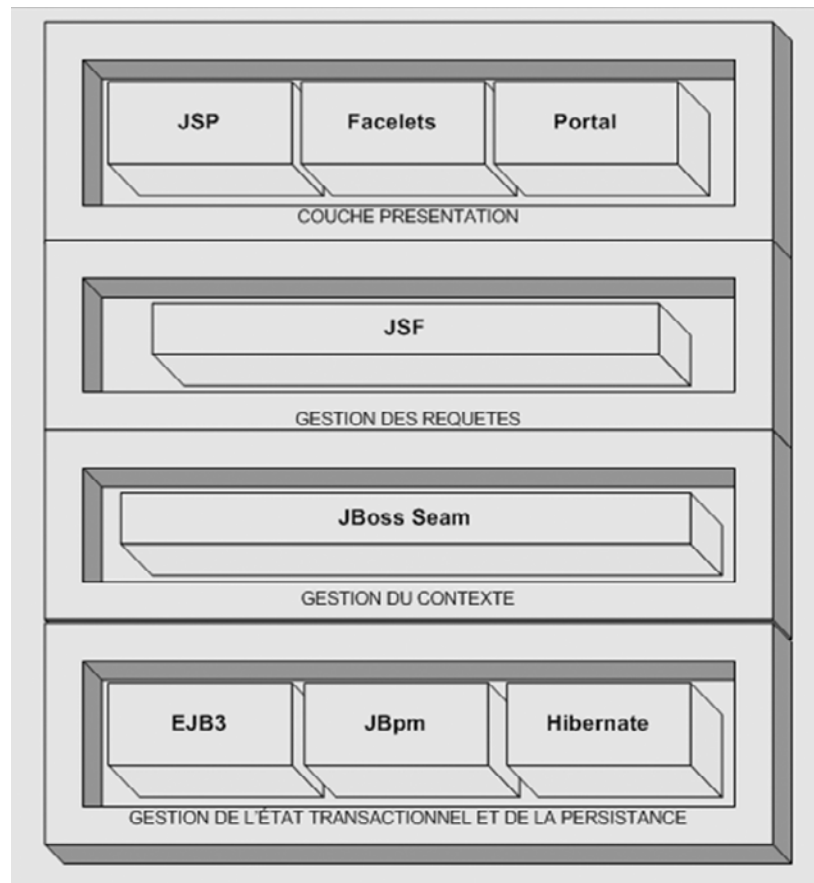 JSP
Facelets
Portal
COUCHE PRESENTATION
JSF
GESTION DES REQUETES
JBoss Seam
GESTION DU CONTEXTE
EJB3
JBpm
Hibernate
GESTION DE L'ÉTAT TRANSACTIONNEL ET DE LA PERSISTANCE